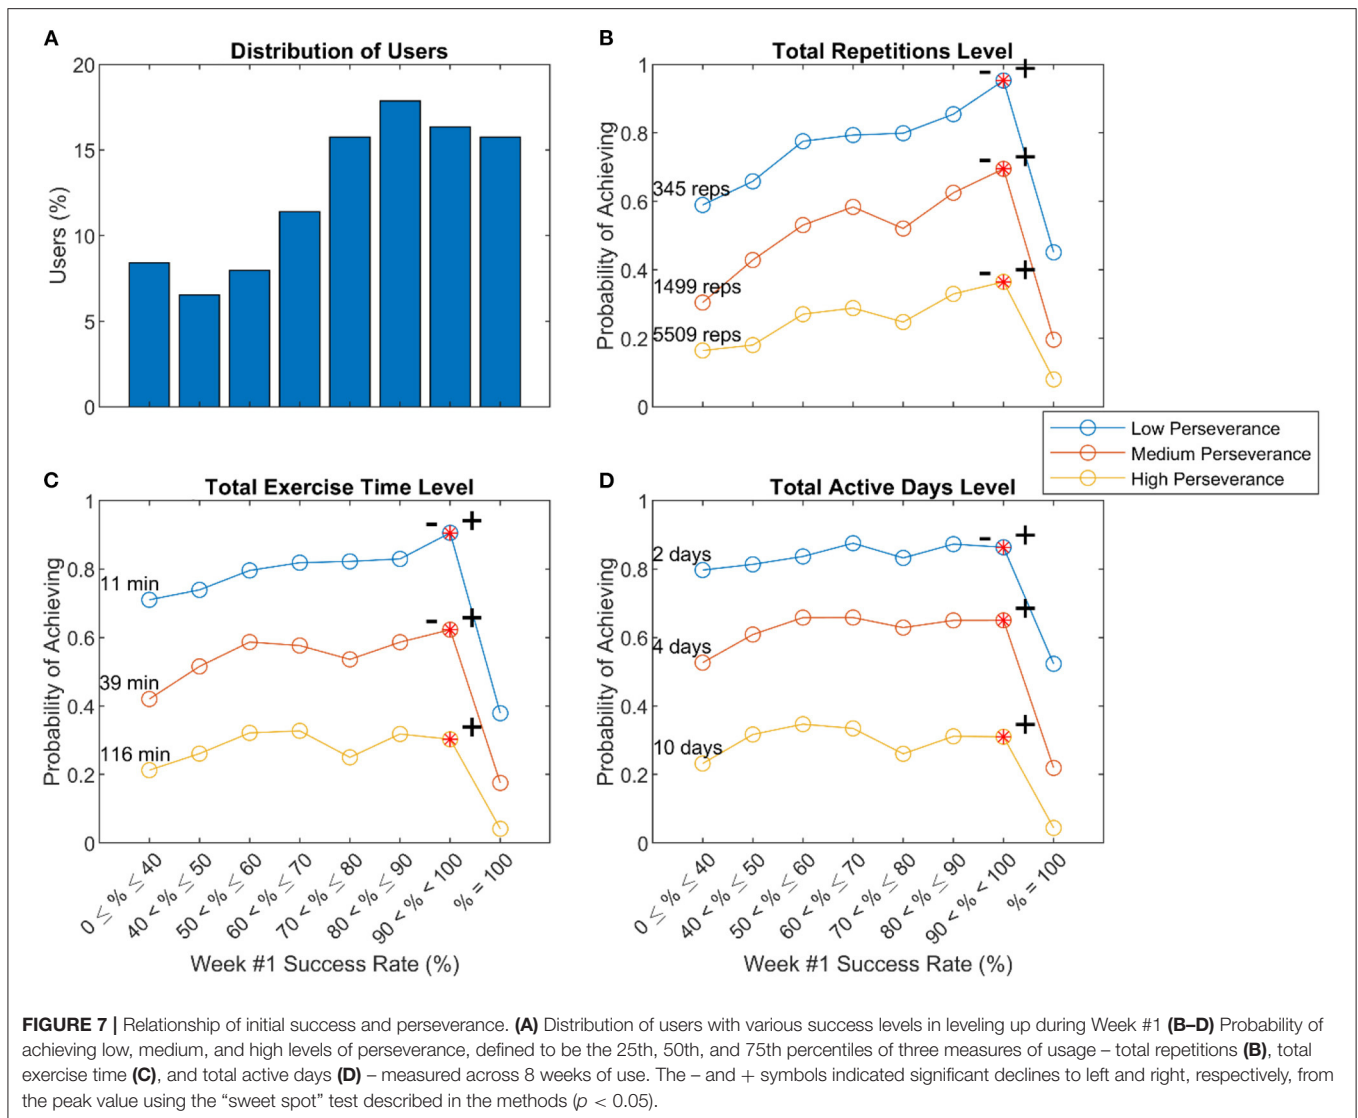 A
Distribution of Users
20
15
10
5
0
Users (%)
B
Total Repetitions Level
1
0.8
0.6
0.4
0.2
0
Probability of Achieving
345 reps
1499 reps
5509 reps
- +
- +
- +
Low Perseverance
Medium Perseverance
High Perseverance
C
Total Exercise Time Level
1
0.8
0.6
0.4
0.2
0
Probability of Achieving
11 min
39 min
116 min
- +
- +
+
0 ≤ % ≤ 40
40 < % ≤ 50
50 < % ≤ 60
60 < % ≤ 70
70 < % ≤ 80
80 < % ≤ 90
90 < % < 100
% = 100
Week #1 Success Rate (%)
D
Total Active Days Level
1
0.8
0.6
0.4
0.2
0
Probability of Achieving
2 days
4 days
10 days
- +
+
+
0 ≤ % ≤ 40
40 < % ≤ 50
50 < % ≤ 60
60 < % ≤ 70
70 < % ≤ 80
80 < % ≤ 90
90 < % < 100
% = 100
Week #1 Success Rate (%)
FIGURE 7 | Relationship of initial success and perseverance. (A) Distribution of users with various success levels in leveling up during Week #1 (B–D) Probability of
achieving low, medium, and high levels of perseverance, defined to be the 25th, 50th, and 75th percentiles of three measures of usage – total repetitions (B), total
exercise time (C), and total active days (D) – measured across 8 weeks of use. The – and + symbols indicated significant declines to left and right, respectively, from
the peak value using the “sweet spot” test described in the methods (p < 0.05).